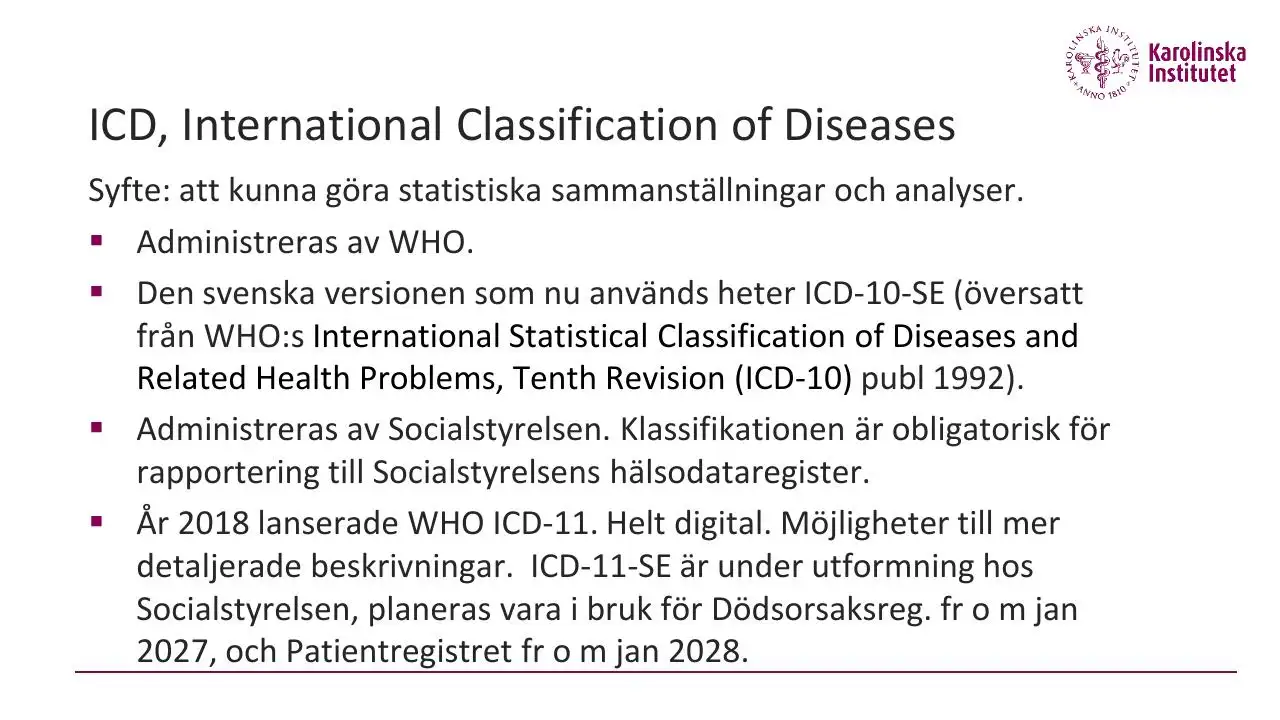 KAROLINSKA INSTITUTET ANNO 1810
Karolinska
Institutet
ICD, International Classification of Diseases
Syfte: att kunna göra statistiska sammanställningar och analyser.
▪ Administreras av WHO.
▪ Den svenska versionen som nu används heter ICD-10-SE (översatt
från WHO:s International Statistical Classification of Diseases and
Related Health Problems, Tenth Revision (ICD-10) publ 1992).
▪ Administreras av Socialstyrelsen. Klassifikationen är obligatorisk för
rapportering till Socialstyrelsens hälsodataregister.
▪ År 2018 lanserade WHO ICD-11. Helt digital. Möjligheter till mer
detaljerade beskrivningar.  ICD-11-SE är under utformning hos
Socialstyrelsen, planeras vara i bruk för Dödsorsaksreg. fr o m jan
2027, och Patientregistret fr o m jan 2028.